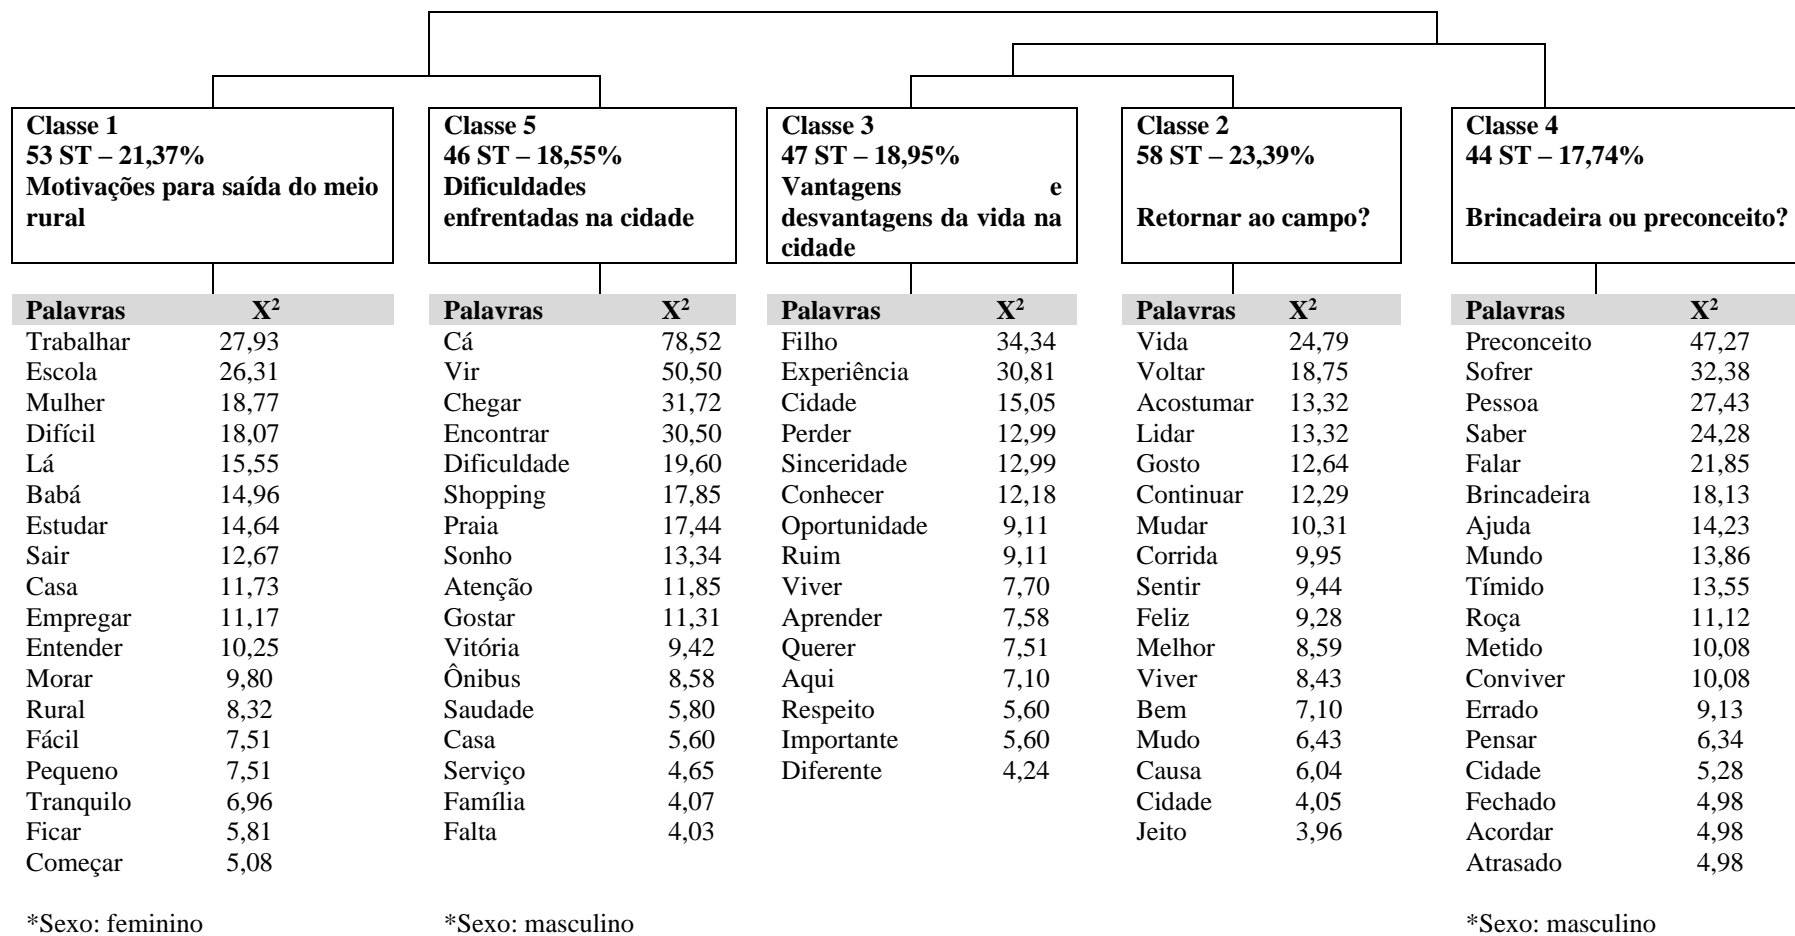 Classe 1
53 ST – 21,37%
Motivações para saída do meio
rural
Classe 5
46 ST – 18,55%
Dificuldades
enfrentadas na cidade
Classe 3
47 ST – 18,95%
Vantagens e
desvantagens da vida na
cidade
Classe 2
58 ST – 23,39%
Retornar ao campo?
Classe 4
44 ST – 17,74%
Brincadeira ou preconceito?
Palavras X²
Trabalhar 27,93
Escola 26,31
Mulher 18,77
Difícil 18,07
Lá 15,55
Babá 14,96
Estudar 14,64
Sair 12,67
Casa 11,73
Empregar 11,17
Entender 10,25
Morar 9,80
Rural 8,32
Fácil 7,51
Pequeno 7,51
Tranquilo 6,96
Ficar 5,81
Começar 5,08
*Sexo: feminino
Palavras X²
Cá 78,52
Vir 50,50
Chegar 31,72
Encontrar 30,50
Dificuldade 19,60
Shopping 17,85
Praia 17,44
Sonho 13,34
Atenção 11,85
Gostar 11,31
Vitória 9,42
Ônibus 8,58
Saudade 5,80
Casa 5,60
Serviço 4,65
Família 4,07
Falta 4,03
*Sexo: masculino
Palavras X²
Filho 34,34
Experiência 30,81
Cidade 15,05
Perder 12,99
Sinceridade 12,99
Conhecer 12,18
Oportunidade 9,11
Ruim 9,11
Viver 7,70
Aprender 7,58
Querer 7,51
Aqui 7,10
Respeito 5,60
Importante 5,60
Diferente 4,24
Palavras X²
Vida 24,79
Voltar 18,75
Acostumar 13,32
Lidar 13,32
Gosto 12,64
Continuar 12,29
Mudar 10,31
Corrida 9,95
Sentir 9,44
Feliz 9,28
Melhor 8,59
Viver 8,43
Bem 7,10
Mudo 6,43
Causa 6,04
Cidade 4,05
Jeito 3,96
Palavras X²
Preconceito 47,27
Sofrer 32,38
Pessoa 27,43
Saber 24,28
Falar 21,85
Brincadeira 18,13
Ajuda 14,23
Mundo 13,86
Tímido 13,55
Roça 11,12
Metido 10,08
Conviver 10,08
Errado 9,13
Pensar 6,34
Cidade 5,28
Fechado 4,98
Acordar 4,98
Atrasado 4,98
*Sexo: masculino